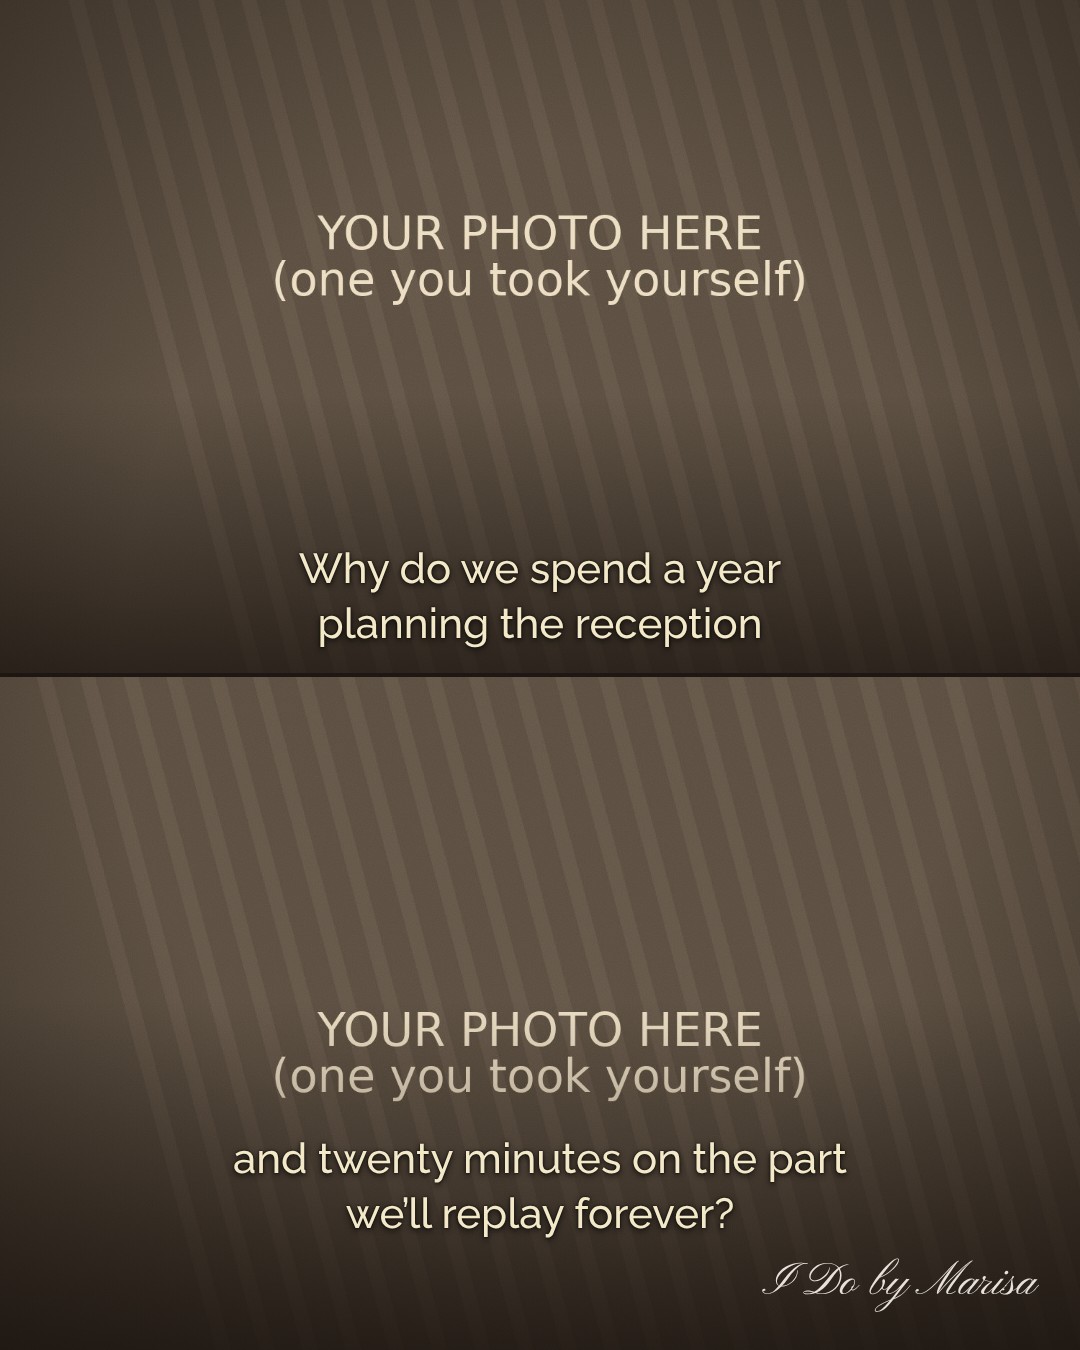 YOUR PHOTO HERE
(one you took yourself)
Why do we spend a year
planning the reception
YOUR PHOTO HERE
(one you took yourself)
and twenty minutes on the part
we’ll replay forever?
I Do by Marisa